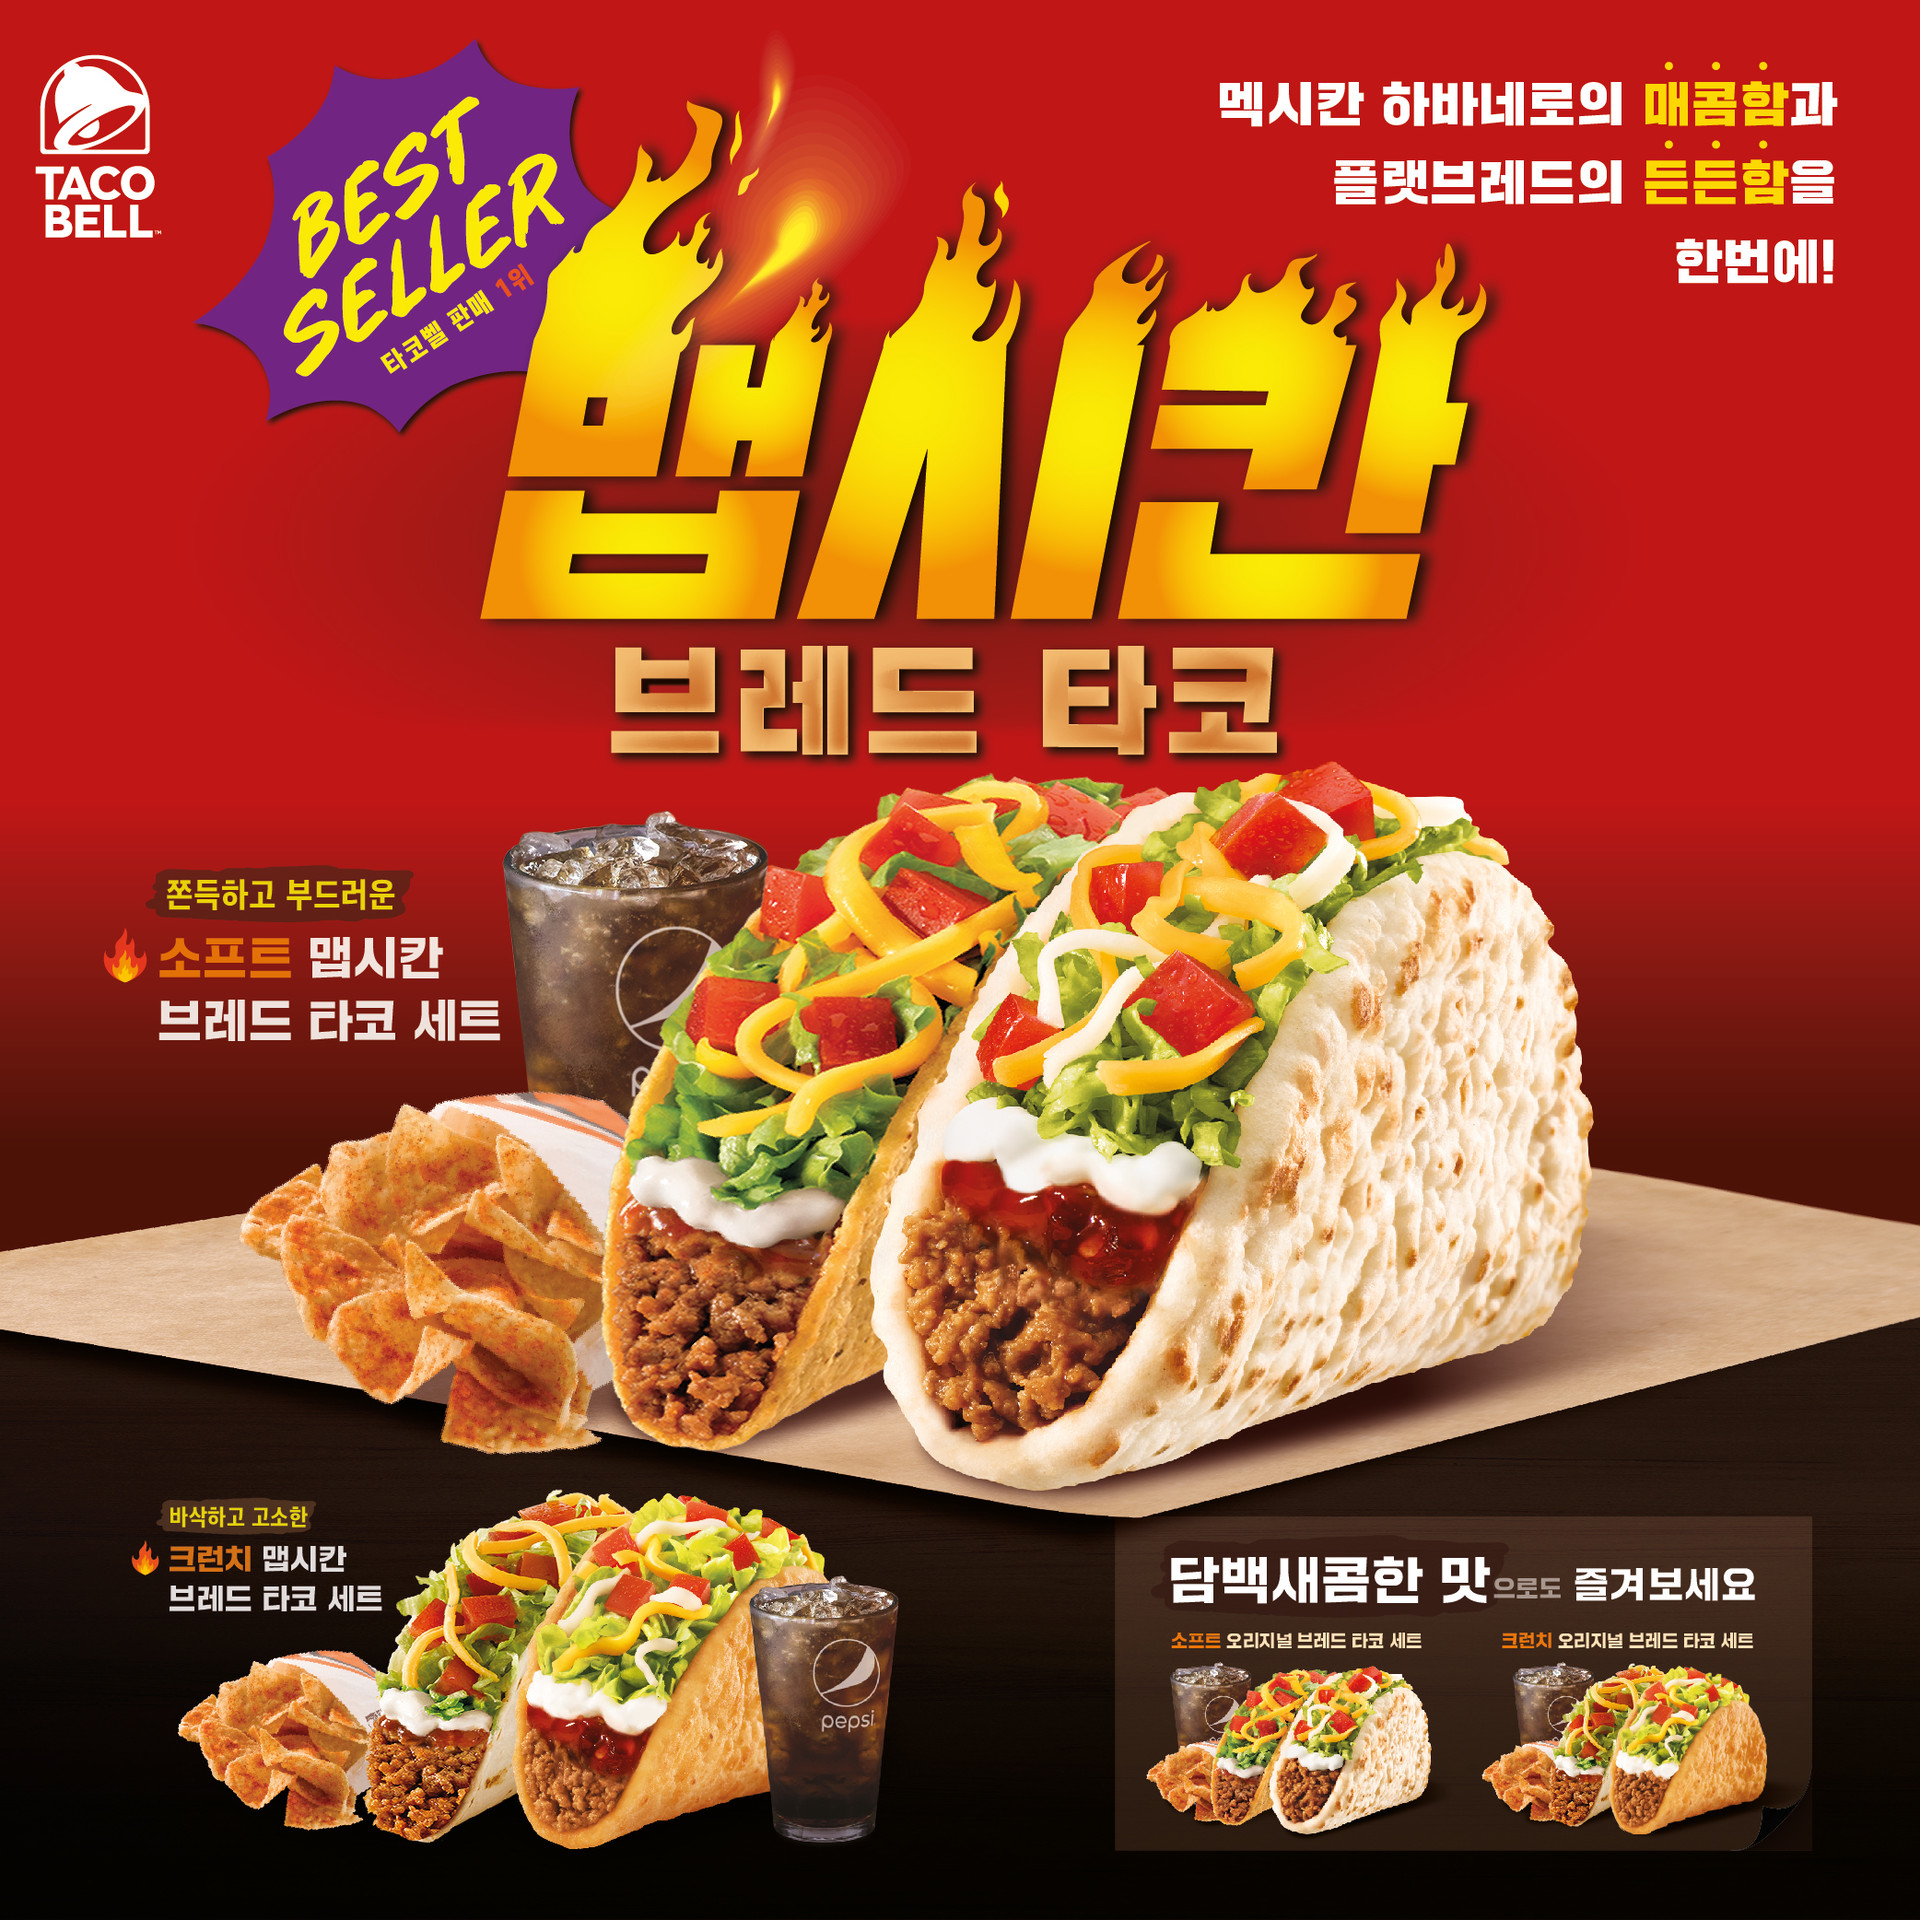 TACO
BELL™
BEST
SELLER
타코벨 판매 1위
멕시칸 하바네로의 매콤함과
플랫브레드의 든든함을
한번에!
맵시칸
브레드 타코
쫀득하고 부드러운
소프트 맵시칸
브레드 타코 세트
바삭하고 고소한
크런치 맵시칸
브레드 타코 세트
pepsi
담백새콤한 맛으로도 즐겨보세요
소프트 오리지널 브레드 타코 세트
크런치 오리지널 브레드 타코 세트